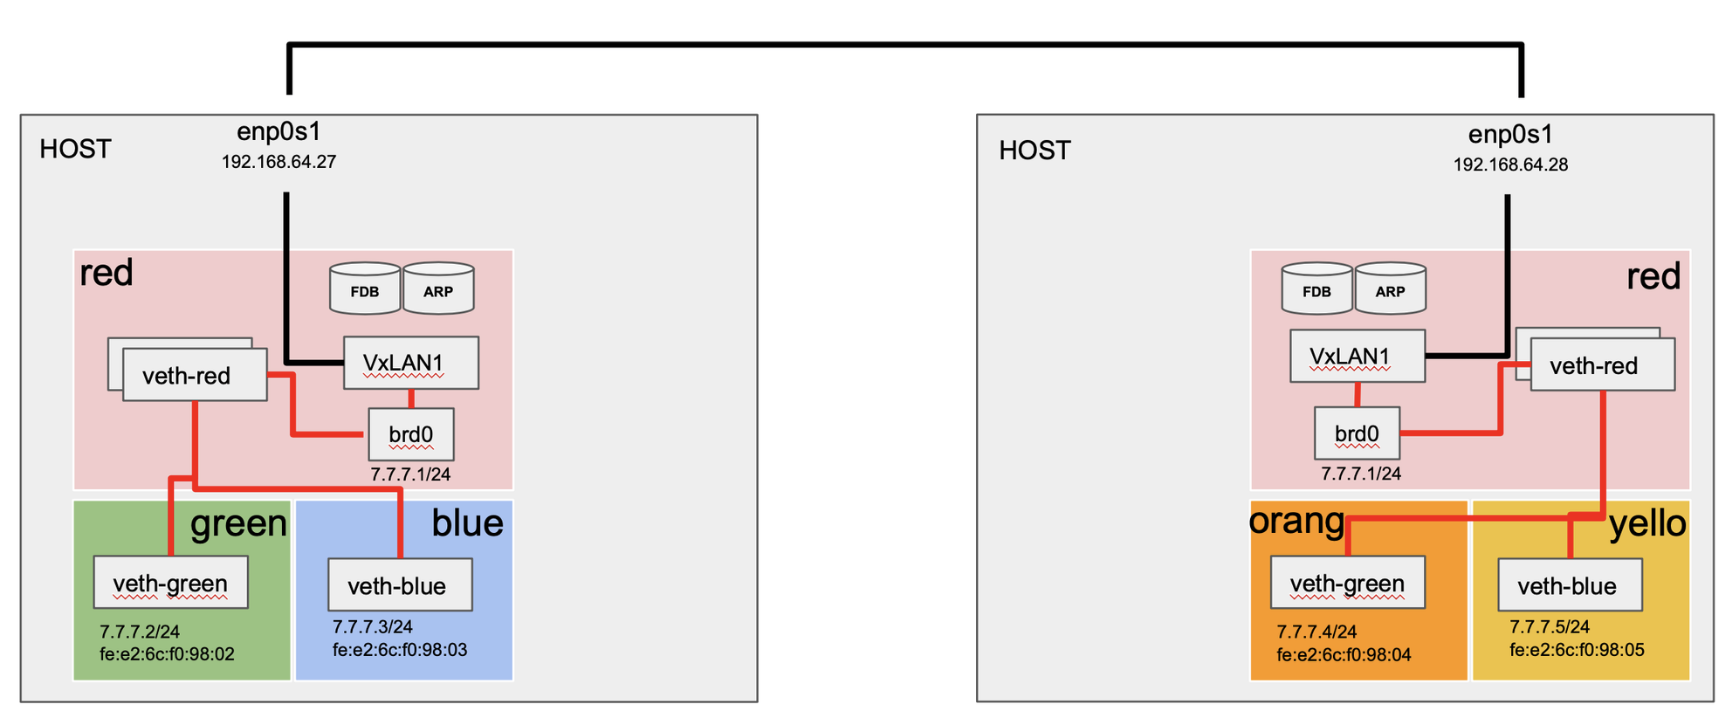 HOST
enp0s1
192.168.64.27
red
FDB
ARP
veth-red
VxLAN1
brd0
7.7.7.1/24
green
blue
veth-green
veth-blue
7.7.7.2/24
fe:e2:6c:f0:98:02
7.7.7.3/24
fe:e2:6c:f0:98:03
HOST
enp0s1
192.168.64.28
red
FDB
ARP
VxLAN1
veth-red
brd0
7.7.7.1/24
orang
yello
veth-green
veth-blue
7.7.7.4/24
fe:e2:6c:f0:98:04
7.7.7.5/24
fe:e2:6c:f0:98:05